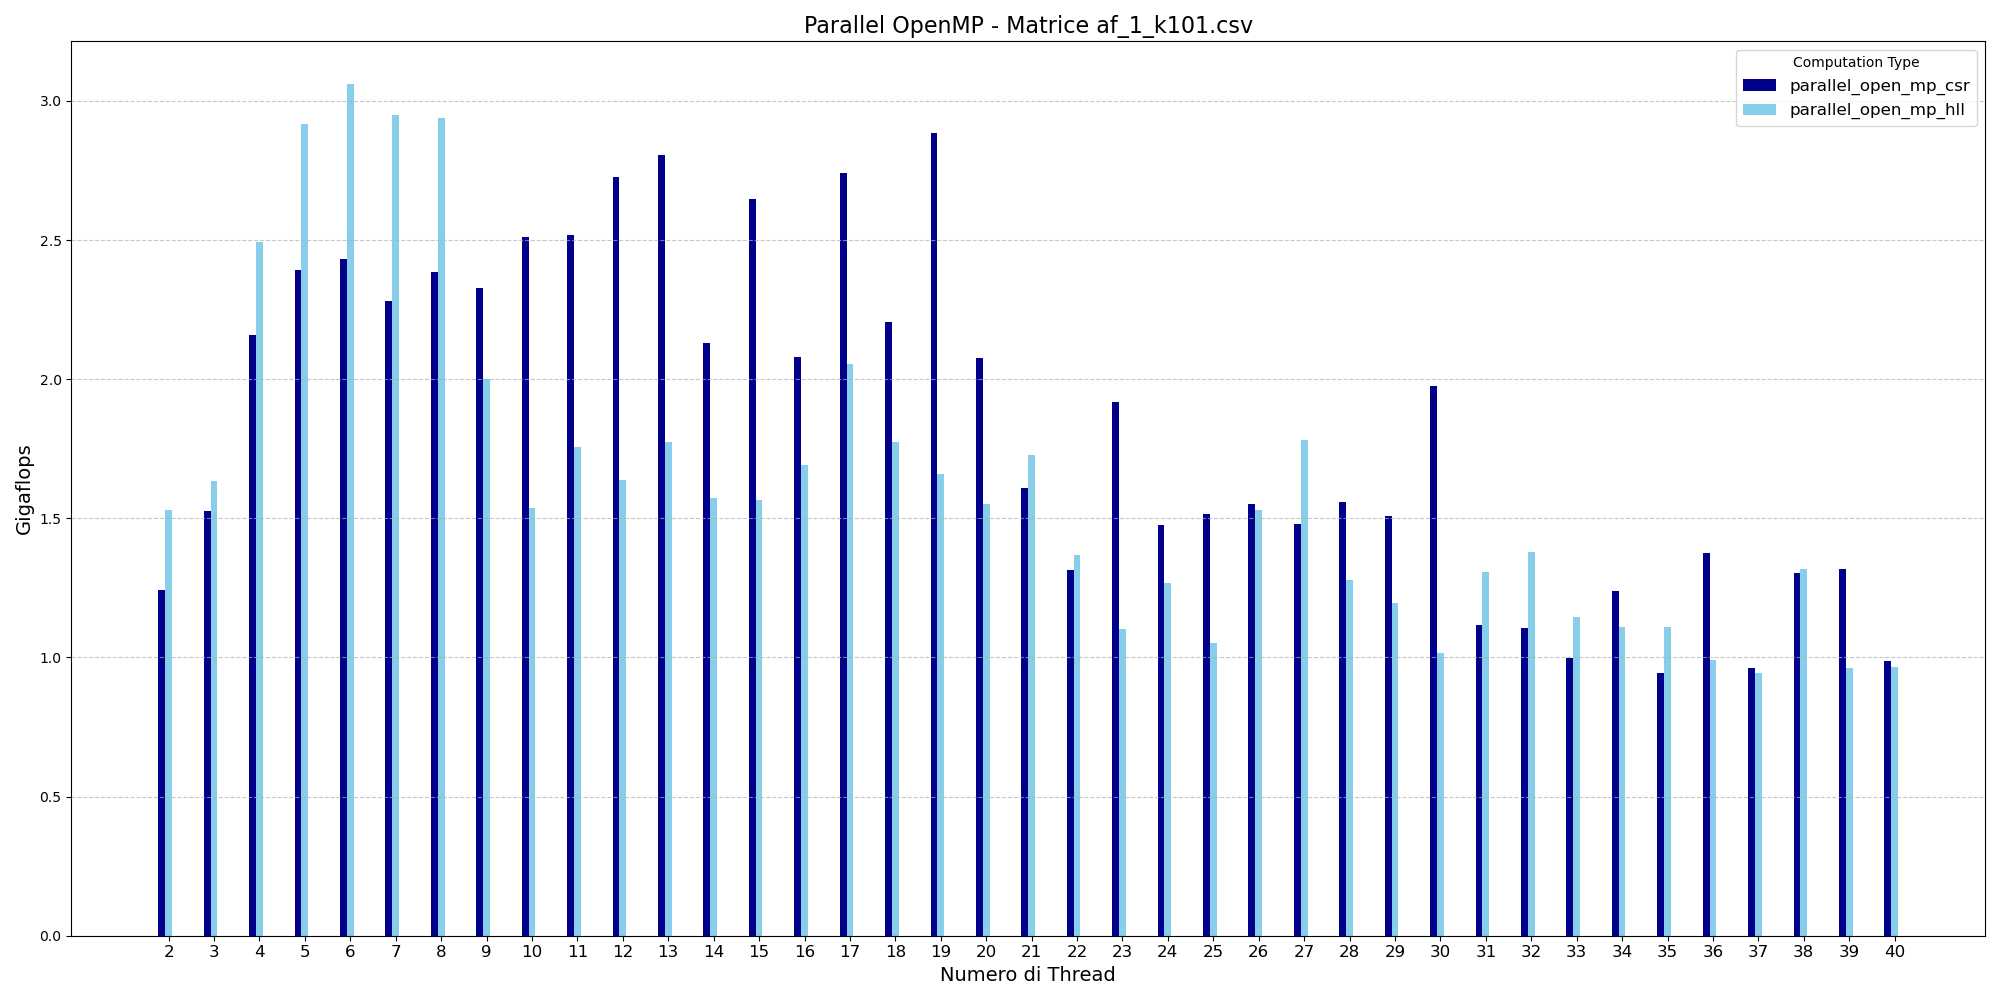 Parallel OpenMP - Matrice af_1_k101.csv
Computation Type
parallel_open_mp_csr
parallel_open_mp_hll
Gigaflops
3.0
2.5
2.0
1.5
1.0
0.5
0.0
2 3 4 5 6 7 8 9 10 11 12 13 14 15 16 17 18 19 20 21 22 23 24 25 26 27 28 29 30 31 32 33 34 35 36 37 38 39 40
Numero di Thread